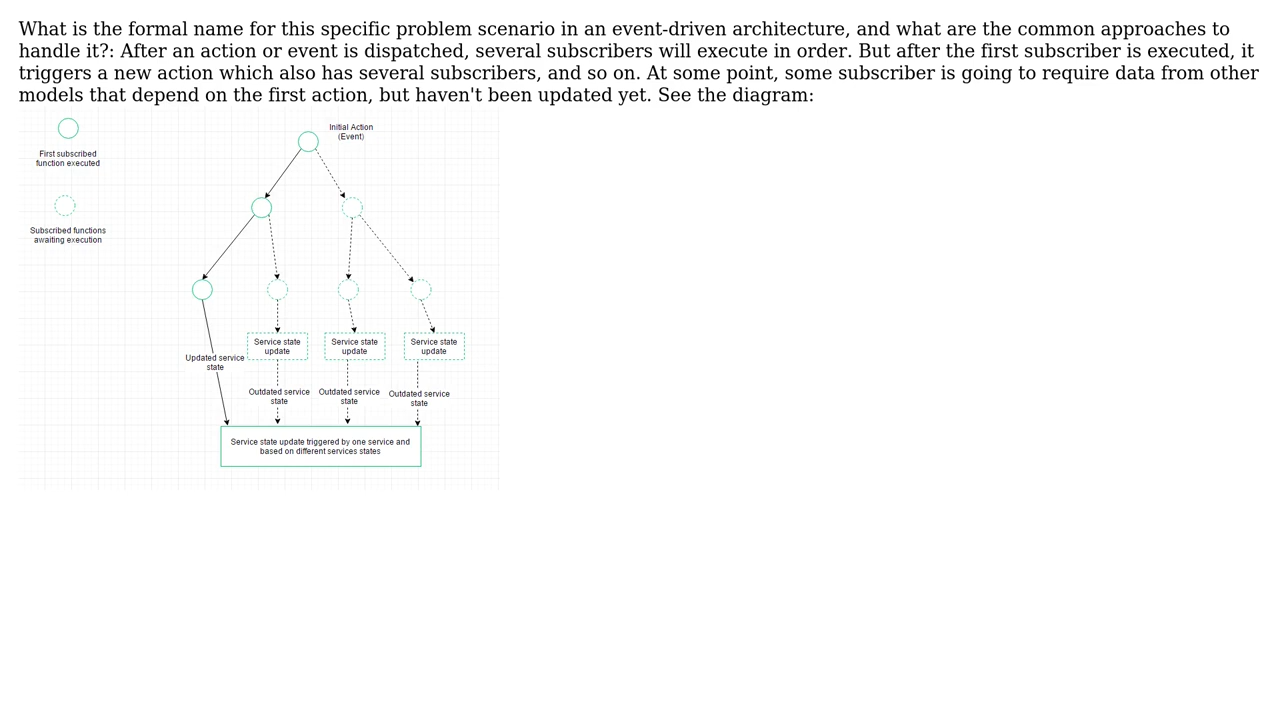 What is the formal name for this specific problem scenario in an event-driven architecture, and what are the common approaches to
handle it?: After an action or event is dispatched, several subscribers will execute in order. But after the first subscriber is executed, it
triggers a new action which also has several subscribers, and so on. At some point, some subscriber is going to require data from other
models that depend on the first action, but haven't been updated yet. See the diagram:
Initial Action
(Event)
First subscribed
function executed
Subscribed functions
awaiting execution
Service state
update
Service state
update
Service state
update
Updated service
state
Outdated service
state
Outdated service
state
Outdated service
state
Service state update triggered by one service and
based on different services states